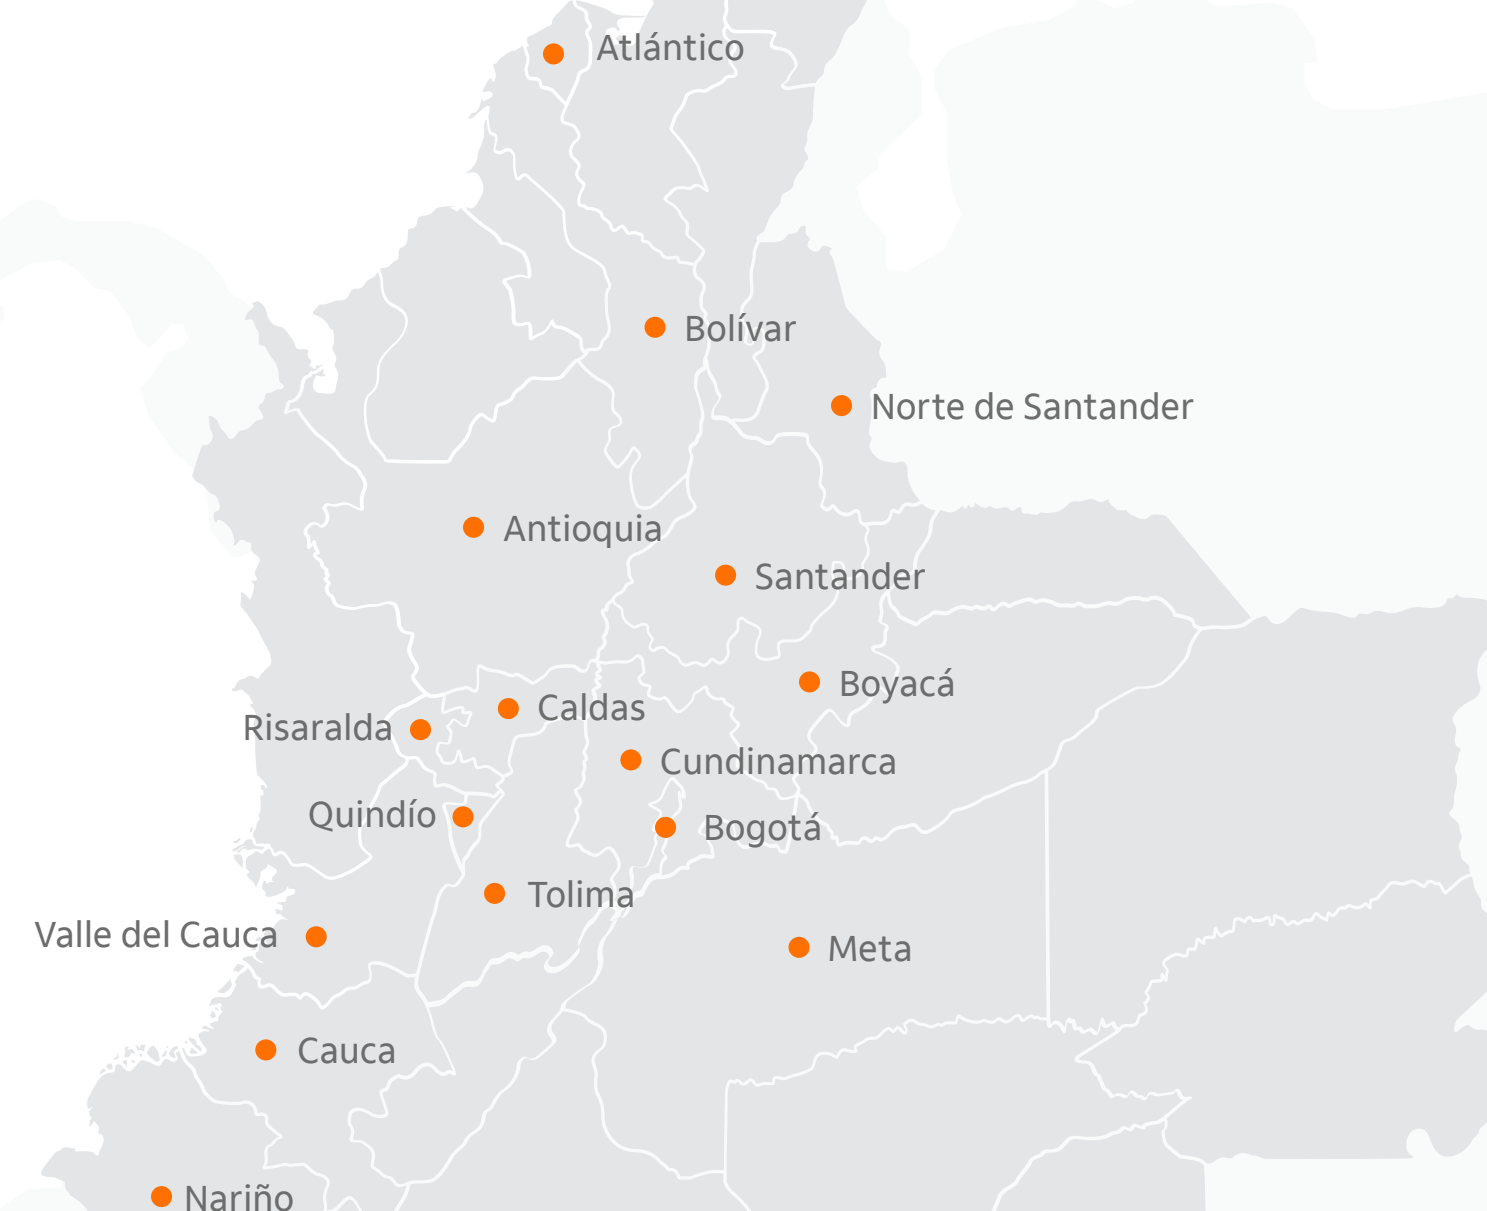 Atlántico
Bolívar
Norte de Santander
Antioquia
Santander
Boyacá
Caldas
Risaralda
Cundinamarca
Quindío
Bogotá
Tolima
Valle del Cauca
Meta
Cauca
Nariño